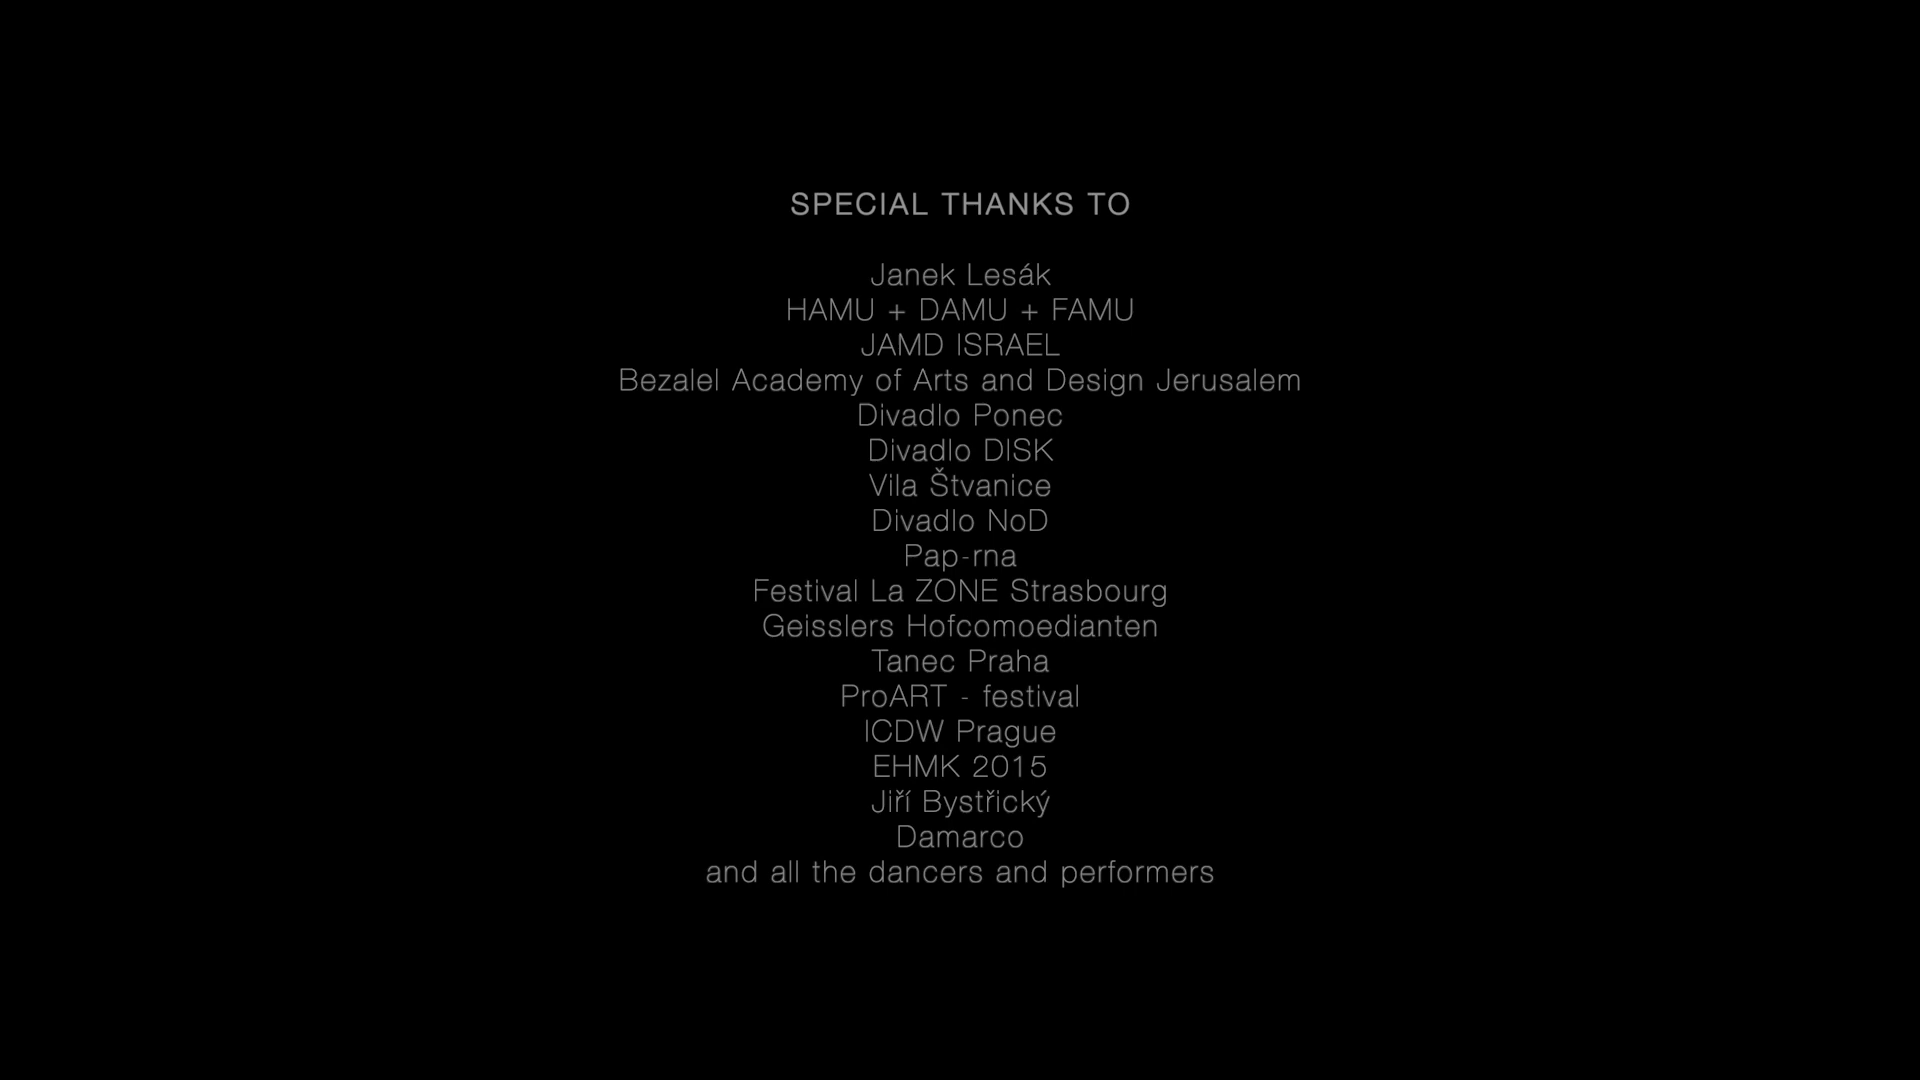 SPECIAL THANKS TO
Janek Lesák
HAMU + DAMU + FAMU
JAMD ISRAEL
Bezalel Academy of Arts and Design Jerusalem
Divadlo Ponec
Divadlo DISK
Vila Štvanice
Divadlo NoD
Pap-rna
Festival La ZONE Strasbourg
Geisslers Hofcomoedianten
Tanec Praha
ProART - festival
ICDW Prague
EHMK 2015
Jiří Bystřický
Damarco
and all the dancers and performers